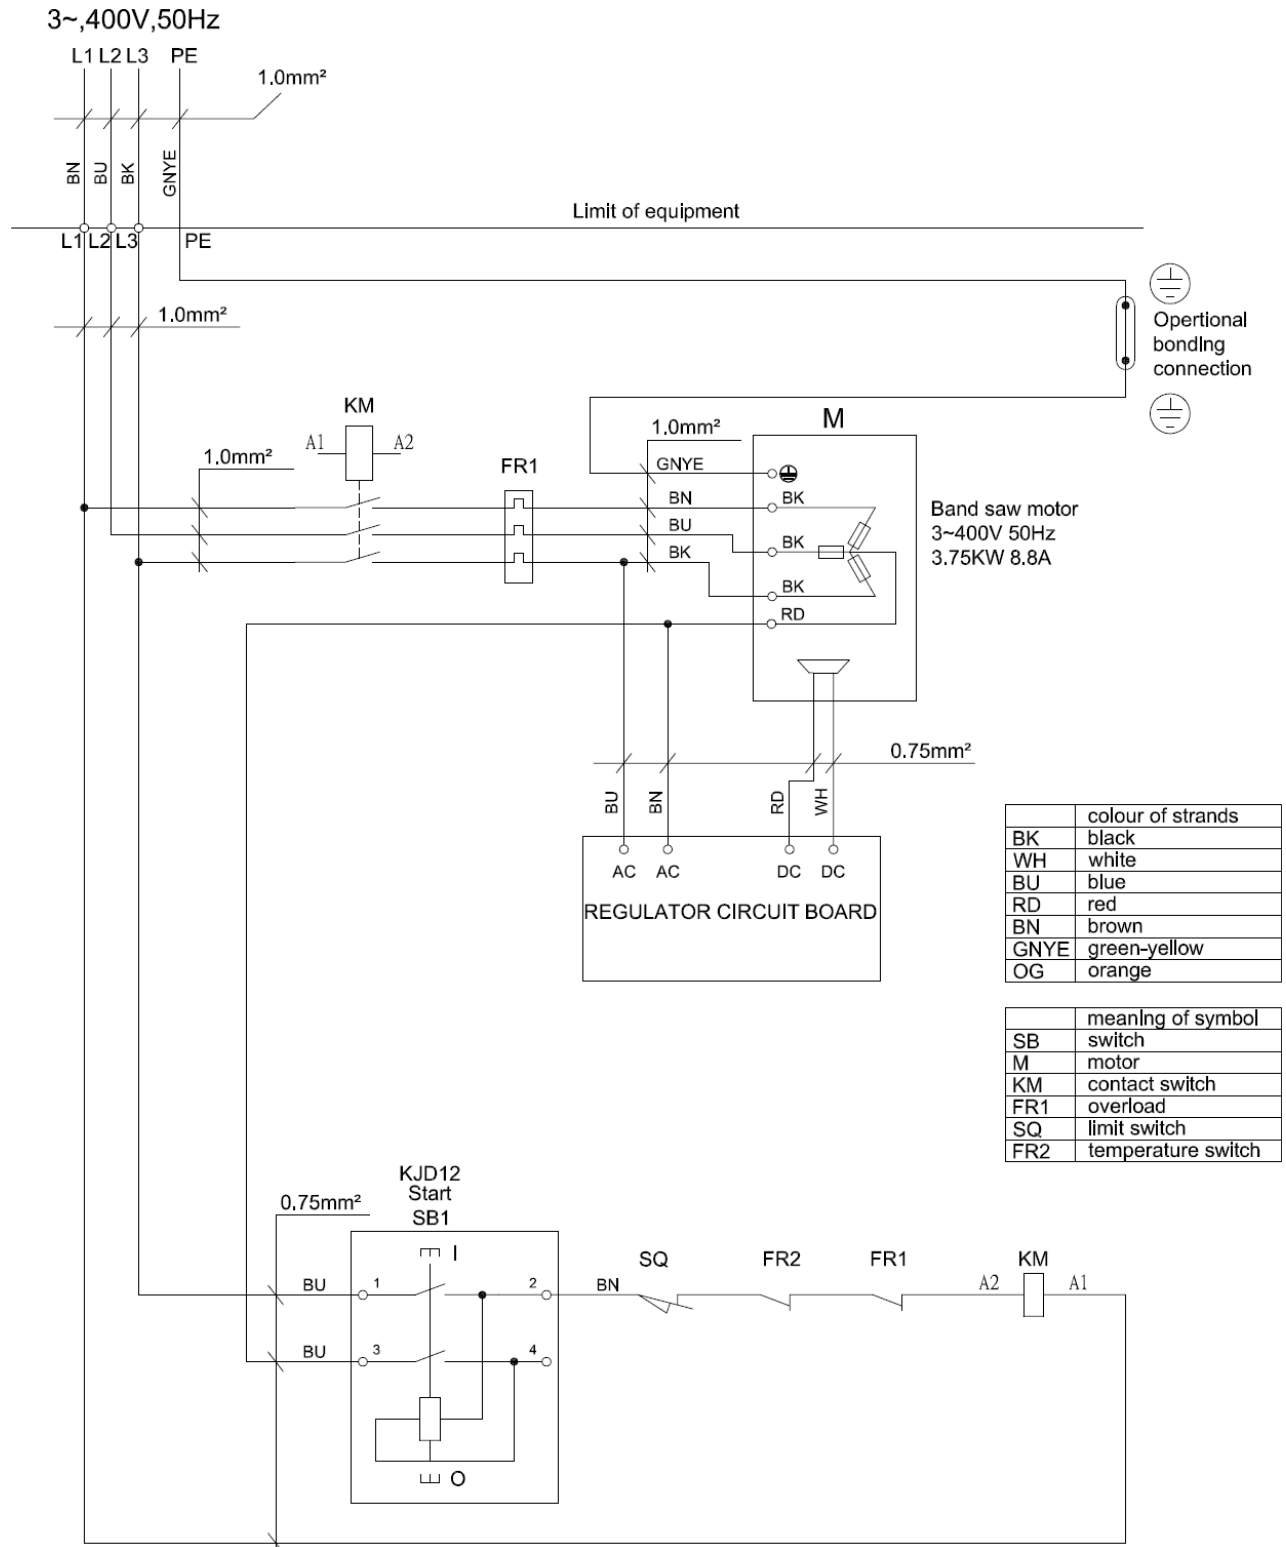 3~,400V,50Hz
L1 L2 L3 PE
1.0mm²
BN BU BK GNYE
Limit of equipment
L1 L2 L3 PE
1.0mm²
Opertional
bonding
connection
KM
A1 A2
1.0mm²
FR1
1.0mm²
M
GNYE
BN BK
BU
BK BK
BK
RD
Band saw motor
3~400V 50Hz
3.75KW 8.8A
0.75mm²
BU BN RD WH
AC AC DC DC
REGULATOR CIRCUIT BOARD
colour of strands
BK black
WH white
BU blue
RD red
BN brown
GNYE green-yellow
OG orange
meaning of symbol
SB switch
M motor
KM contact switch
FR1 overload
SQ limit switch
FR2 temperature switch
KJD12
Start
SB1
0.75mm²
I
SQ FR2 FR1 KM
BU 1 2 BN A2 A1
BU 3 4
O